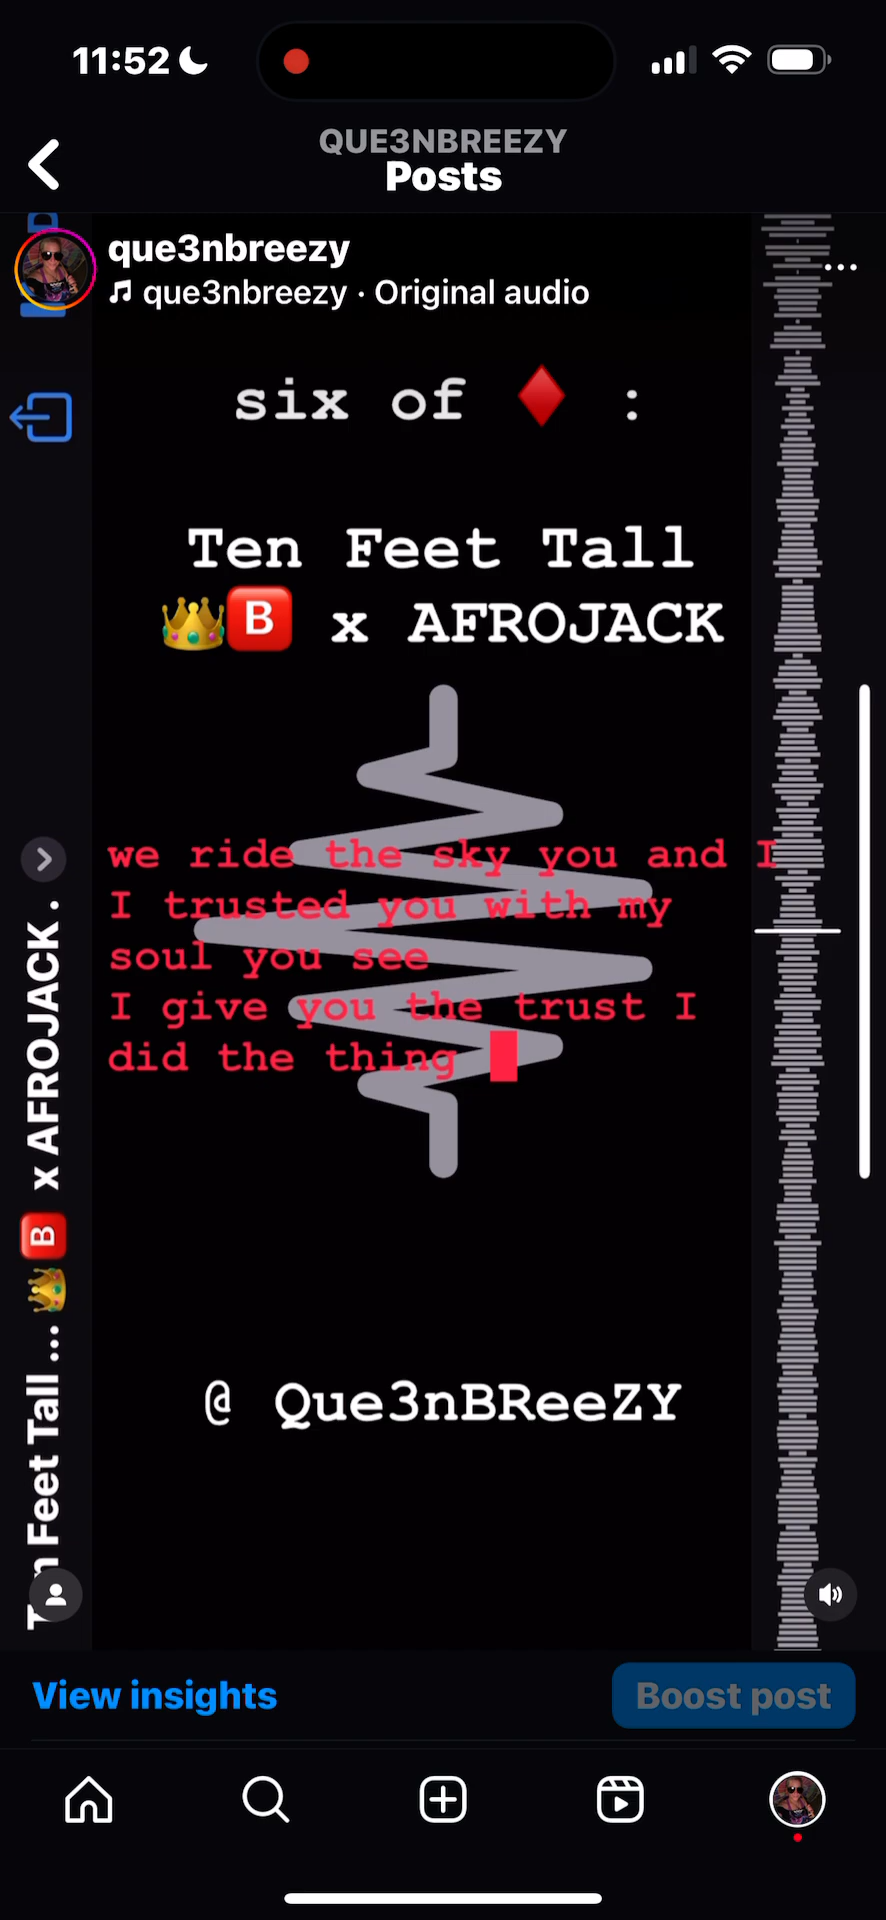 11:52
QUE3NBREEZY
Posts
que3nbreezy
que3nbreezy · Original audio
six of ♦️ :
Ten Feet Tall
👑🅱️ x AFROJACK
we ride the sky you and I
I trusted you with my
soul you see
I give you the trust I
did the thing
@ Que3nBReeZY
Feet Tall ... 👑🅱️ x AFROJACK .
View insights
Boost post